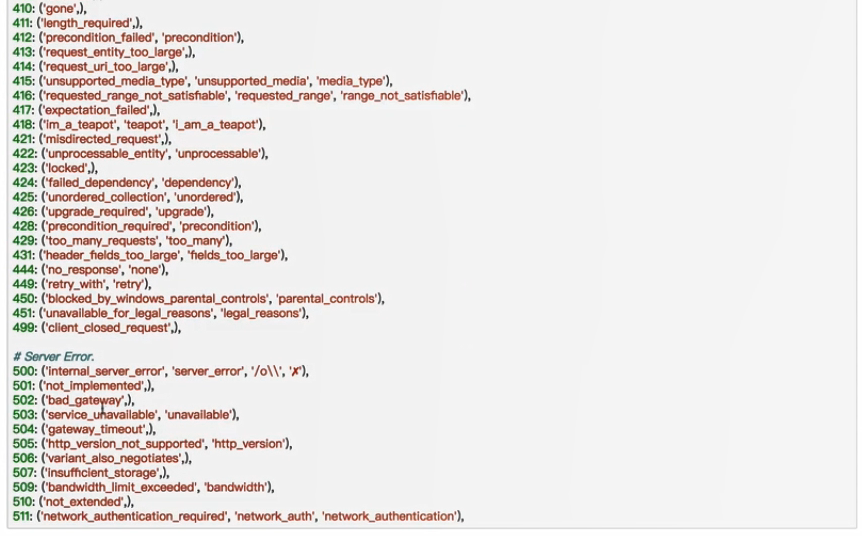 410: ('gone',),
411: ('length_required',),
412: ('precondition_failed', 'precondition'),
413: ('request_entity_too_large',),
414: ('request_uri_too_large',),
415: ('unsupported_media_type', 'unsupported_media', 'media_type'),
416: ('requested_range_not_satisfiable', 'requested_range', 'range_not_satisfiable'),
417: ('expectation_failed',),
418: ('im_a_teapot', 'teapot', 'i_am_a_teapot'),
421: ('misdirected_request',),
422: ('unprocessable_entity', 'unprocessable'),
423: ('locked',),
424: ('failed_dependency', 'dependency'),
425: ('unordered_collection', 'unordered'),
426: ('upgrade_required', 'upgrade'),
428: ('precondition_required', 'precondition'),
429: ('too_many_requests', 'too_many'),
431: ('header_fields_too_large', 'fields_too_large'),
444: ('no_response', 'none'),
449: ('retry_with', 'retry'),
450: ('blocked_by_windows_parental_controls', 'parental_controls'),
451: ('unavailable_for_legal_reasons', 'legal_reasons'),
499: ('client_closed_request',),
# Server Error.
500: ('internal_server_error', 'server_error', '/o\\', '✗'),
501: ('not_implemented',),
502: ('bad_gateway',),
503: ('service_unavailable', 'unavailable'),
504: ('gateway_timeout',),
505: ('http_version_not_supported', 'http_version'),
506: ('variant_also_negotiates',),
507: ('insufficient_storage',),
509: ('bandwidth_limit_exceeded', 'bandwidth'),
510: ('not_extended',),
511: ('network_authentication_required', 'network_auth', 'network_authentication'),